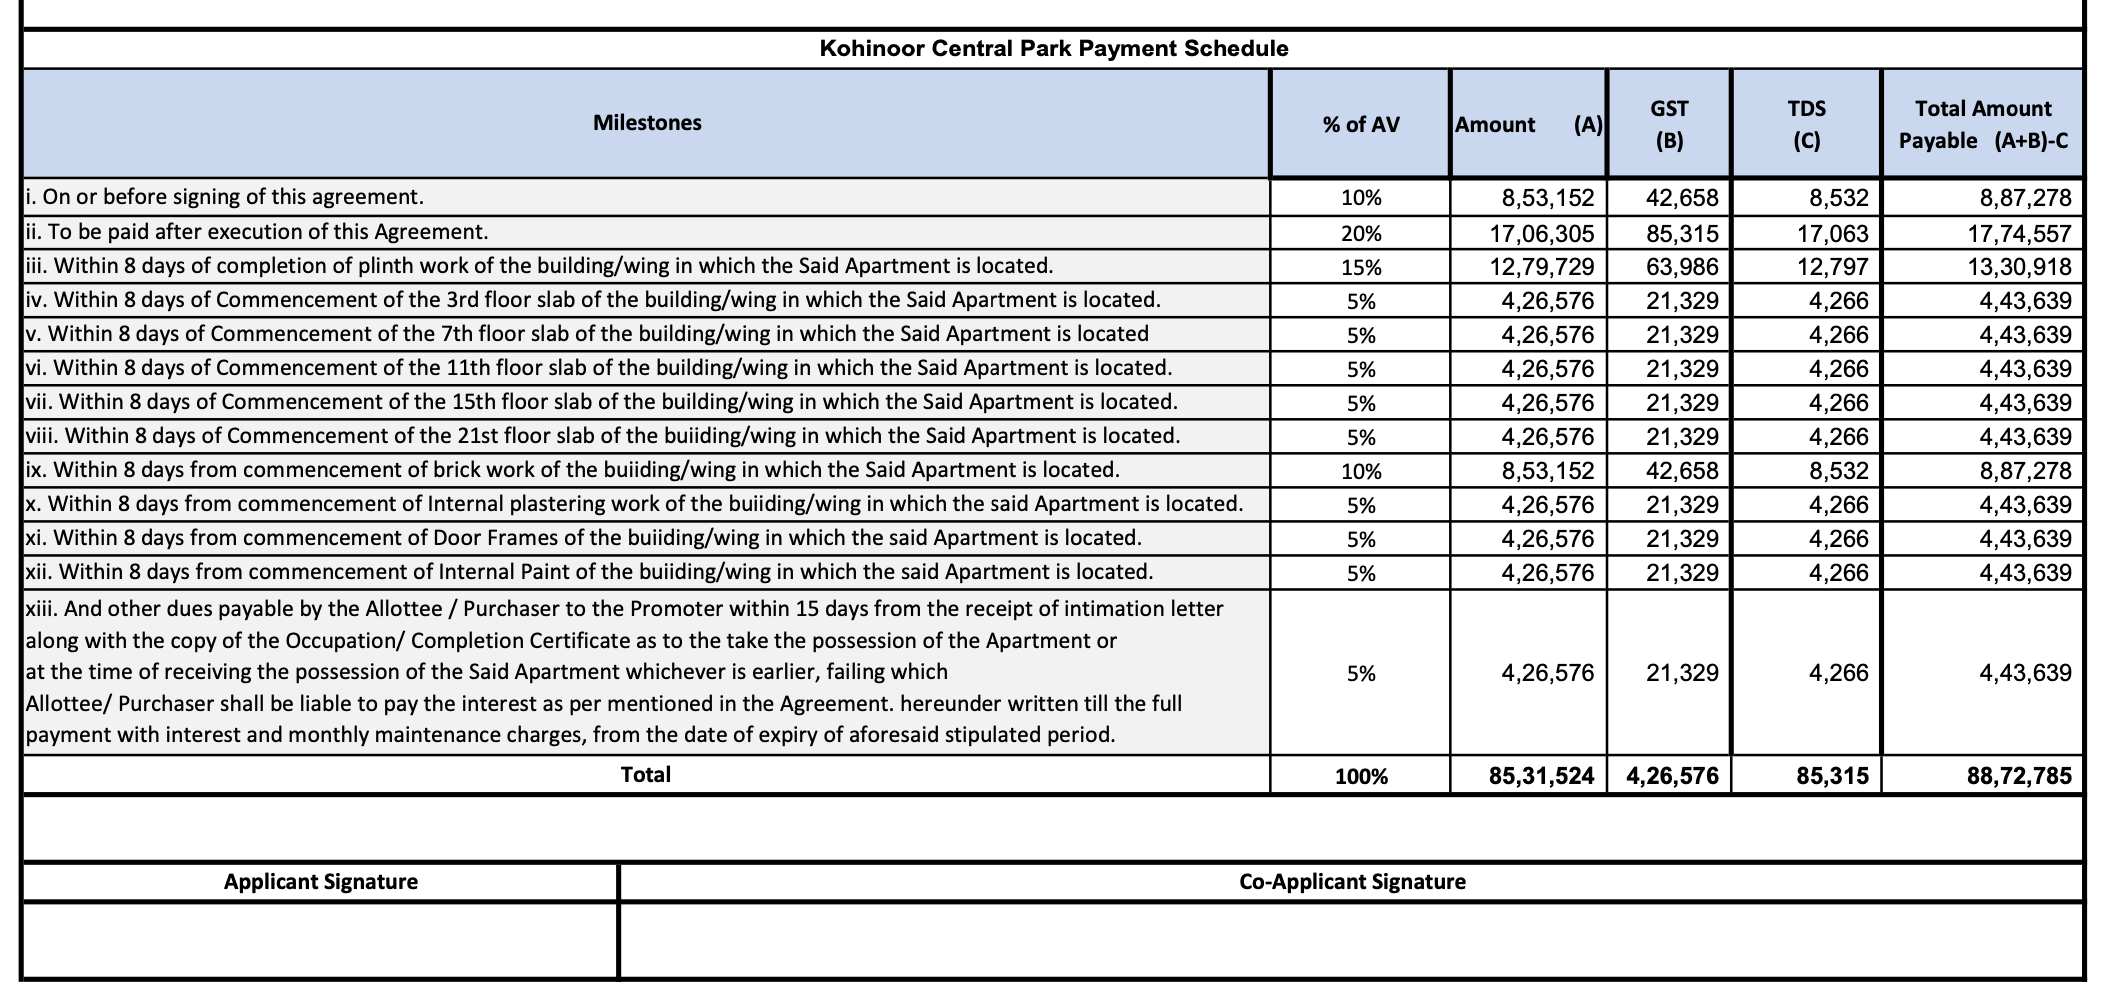 Kohinoor Central Park Payment Schedule
Milestones % of AV Amount (A) GST (B) TDS (C) Total Amount Payable (A+B)-C
i. On or before signing of this agreement. 10% 8,53,152 42,658 8,532 8,87,278
ii. To be paid after execution of this Agreement. 20% 17,06,305 85,315 17,063 17,74,557
iii. Within 8 days of completion of plinth work of the building/wing in which the Said Apartment is located. 15% 12,79,729 63,986 12,797 13,30,918
iv. Within 8 days of Commencement of the 3rd floor slab of the building/wing in which the Said Apartment is located. 5% 4,26,576 21,329 4,266 4,43,639
v. Within 8 days of Commencement of the 7th floor slab of the building/wing in which the Said Apartment is located 5% 4,26,576 21,329 4,266 4,43,639
vi. Within 8 days of Commencement of the 11th floor slab of the building/wing in which the Said Apartment is located. 5% 4,26,576 21,329 4,266 4,43,639
vii. Within 8 days of Commencement of the 15th floor slab of the building/wing in which the Said Apartment is located. 5% 4,26,576 21,329 4,266 4,43,639
viii. Within 8 days of Commencement of the 21st floor slab of the buiiding/wing in which the Said Apartment is located. 5% 4,26,576 21,329 4,266 4,43,639
ix. Within 8 days from commencement of brick work of the buiiding/wing in which the Said Apartment is located. 10% 8,53,152 42,658 8,532 8,87,278
x. Within 8 days from commencement of Internal plastering work of the buiiding/wing in which the said Apartment is located. 5% 4,26,576 21,329 4,266 4,43,639
xi. Within 8 days from commencement of Door Frames of the buiiding/wing in which the said Apartment is located. 5% 4,26,576 21,329 4,266 4,43,639
xii. Within 8 days from commencement of Internal Paint of the buiiding/wing in which the said Apartment is located. 5% 4,26,576 21,329 4,266 4,43,639
xiii. And other dues payable by the Allottee / Purchaser to the Promoter within 15 days from the receipt of intimation letter
along with the copy of the Occupation/ Completion Certificate as to the take the possession of the Apartment or
at the time of receiving the possession of the Said Apartment whichever is earlier, failing which 5% 4,26,576 21,329 4,266 4,43,639
Allottee/ Purchaser shall be liable to pay the interest as per mentioned in the Agreement. hereunder written till the full
payment with interest and monthly maintenance charges, from the date of expiry of aforesaid stipulated period.
Total 100% 85,31,524 4,26,576 85,315 88,72,785
Applicant Signature Co-Applicant Signature